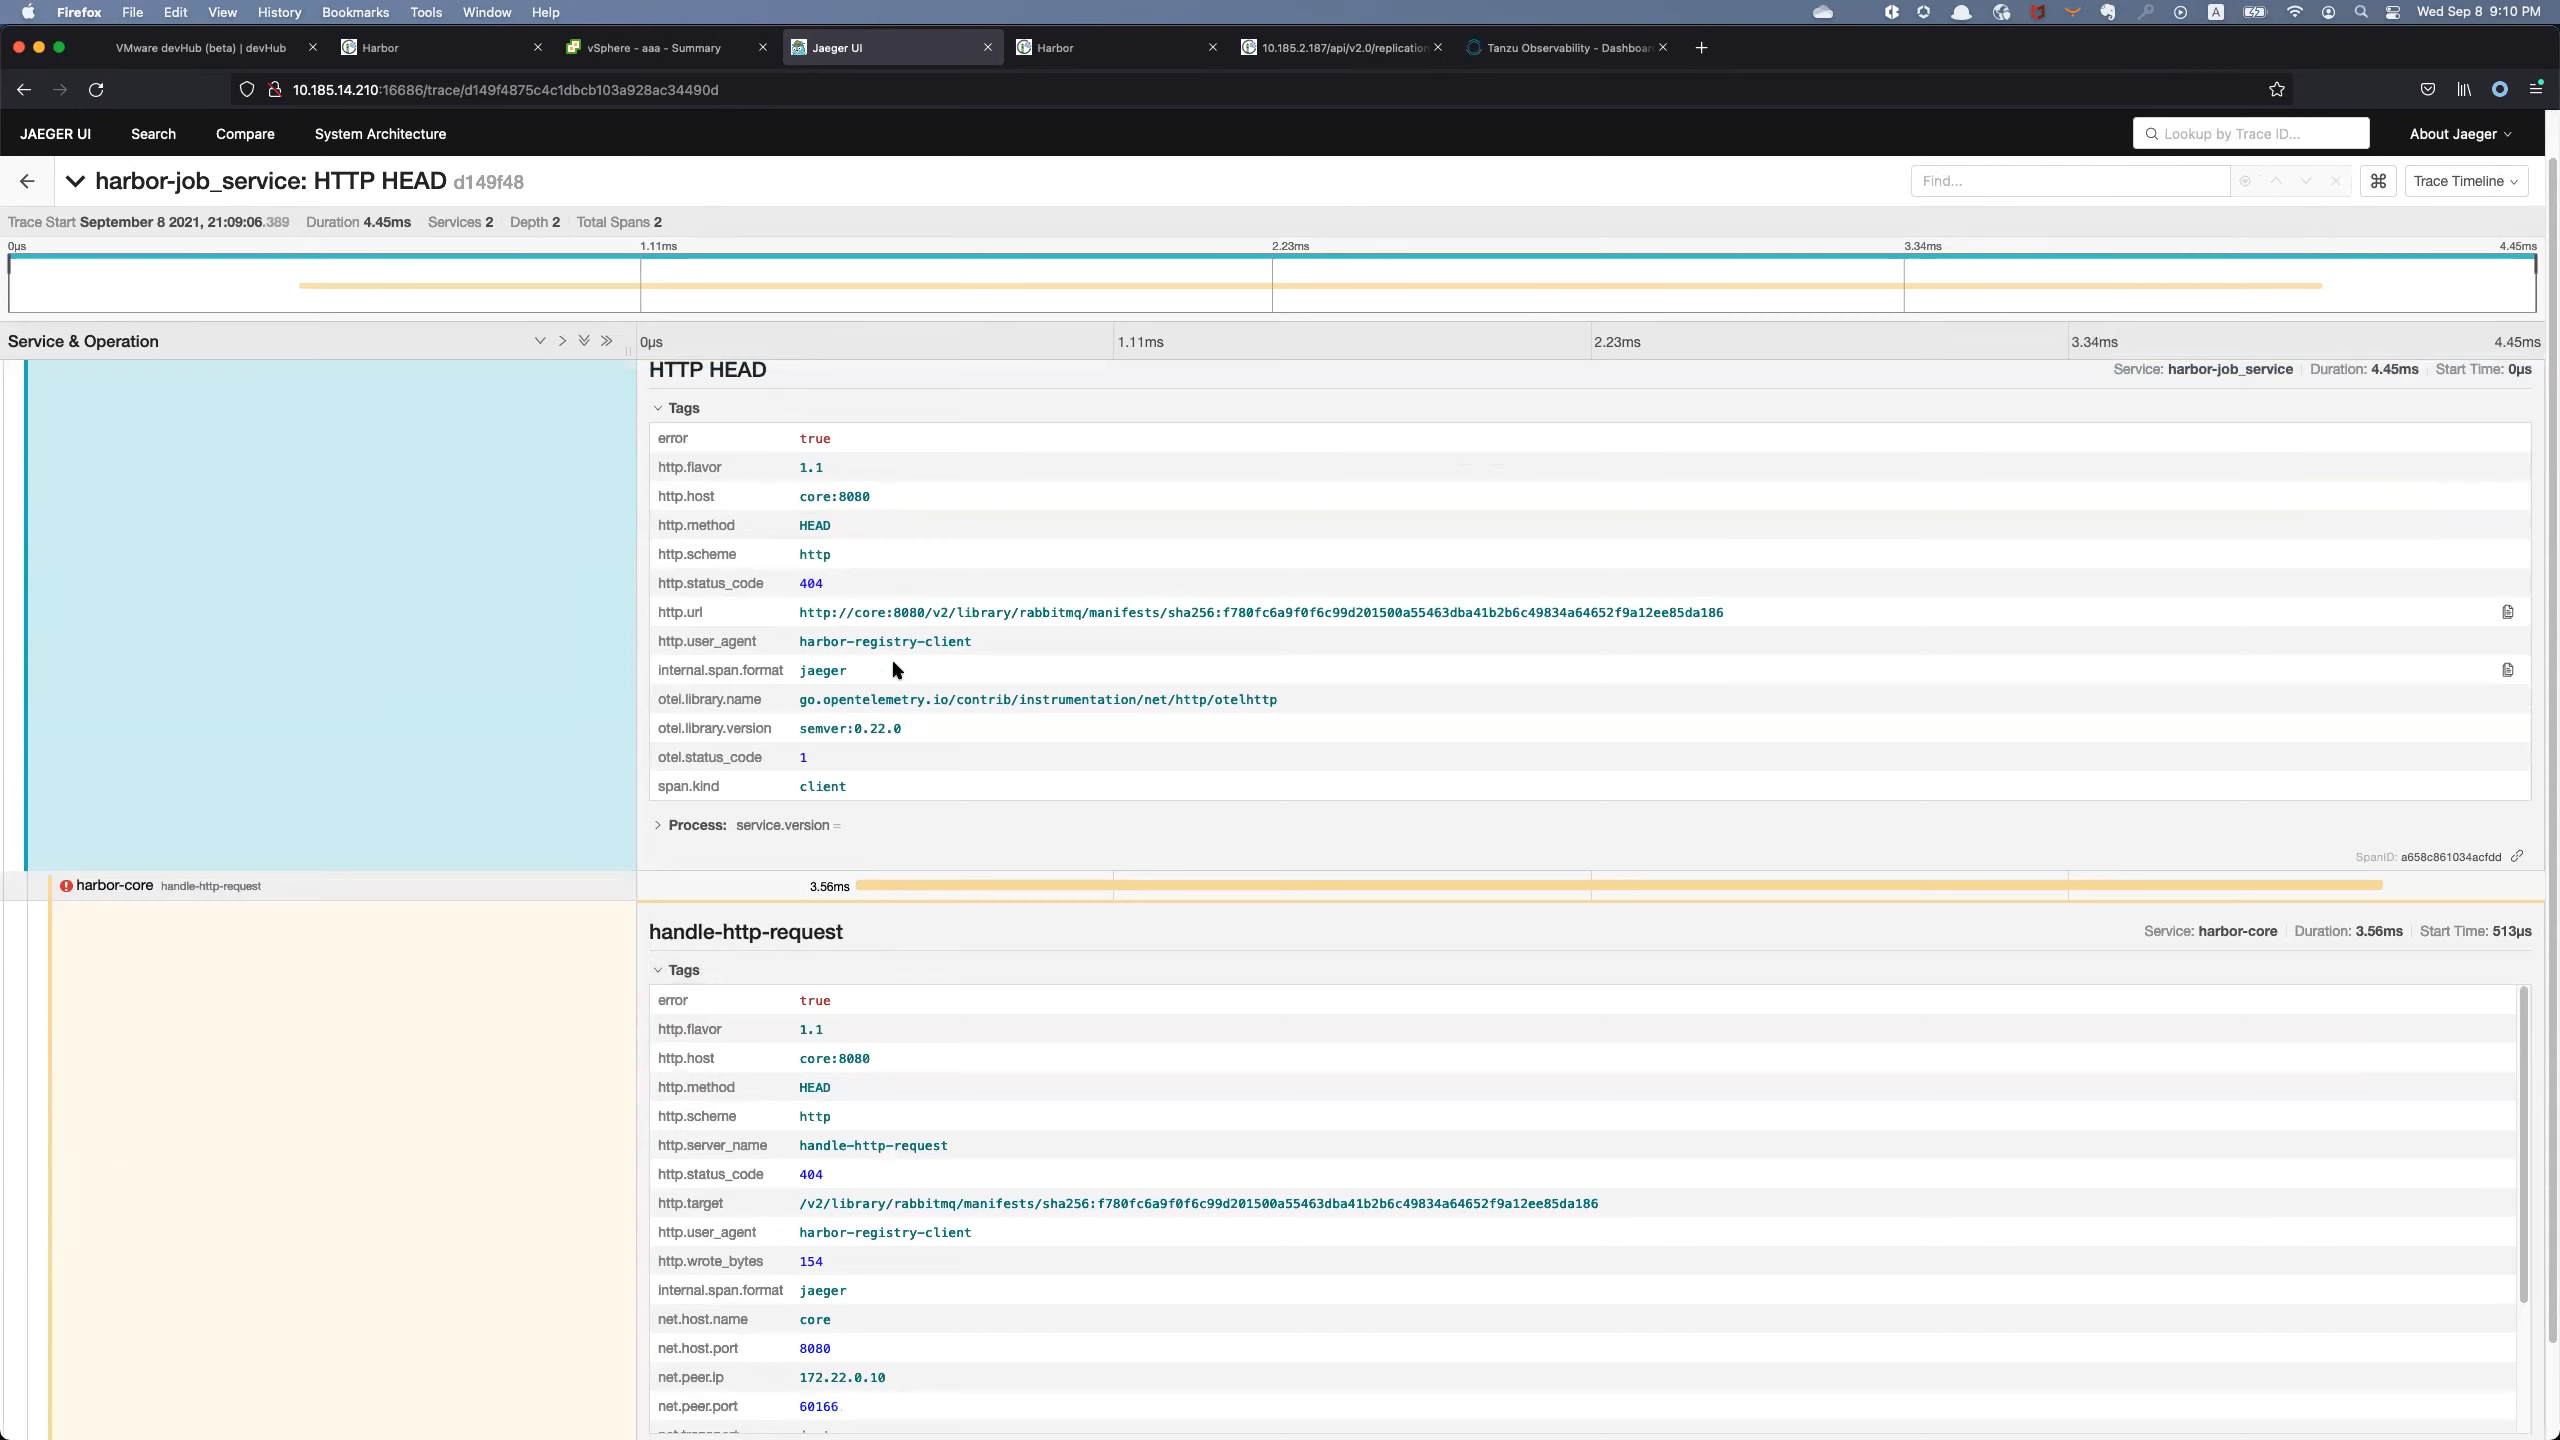 Firefox File Edit View History Bookmarks Tools Window Help A Wed Sep 8 9:10 PM
VMware devHub (beta) | devHub Harbor vSphere - aaa - Summary Jaeger UI Harbor 10.185.2.187/api/v2.0/replication Tanzu Observability - Dashboar
10.185.14.210:16686/trace/d149f4875c4c1dbcb103a928ac34490d
JAEGER UI Search Compare System Architecture Lookup by Trace ID... About Jaeger
harbor-job_service: HTTP HEAD d149f48 Find... Trace Timeline
Trace Start September 8 2021, 21:09:06.389 Duration 4.45ms Services 2 Depth 2 Total Spans 2
0µs 1.11ms 2.23ms 3.34ms 4.45ms
Service & Operation 0µs 1.11ms 2.23ms 3.34ms 4.45ms
HTTP HEAD Service: harbor-job_service Duration: 4.45ms Start Time: 0µs
Tags
error true
http.flavor 1.1
http.host core:8080
http.method HEAD
http.scheme http
http.status_code 404
http.url http://core:8080/v2/library/rabbitmq/manifests/sha256:f780fc6a9f0f6c99d201500a55463dba41b2b6c49834a64652f9a12ee85da186
http.user_agent harbor-registry-client
internal.span.format jaeger
otel.library.name go.opentelemetry.io/contrib/instrumentation/net/http/otelhttp
otel.library.version semver:0.22.0
otel.status_code 1
span.kind client
Process: service.version =
SpanID: a658c861034acfdd
harbor-core handle-http-request 3.56ms
handle-http-request Service: harbor-core Duration: 3.56ms Start Time: 513µs
Tags
error true
http.flavor 1.1
http.host core:8080
http.method HEAD
http.scheme http
http.server_name handle-http-request
http.status_code 404
http.target /v2/library/rabbitmq/manifests/sha256:f780fc6a9f0f6c99d201500a55463dba41b2b6c49834a64652f9a12ee85da186
http.user_agent harbor-registry-client
http.wrote_bytes 154
internal.span.format jaeger
net.host.name core
net.host.port 8080
net.peer.ip 172.22.0.10
net.peer.port 60166